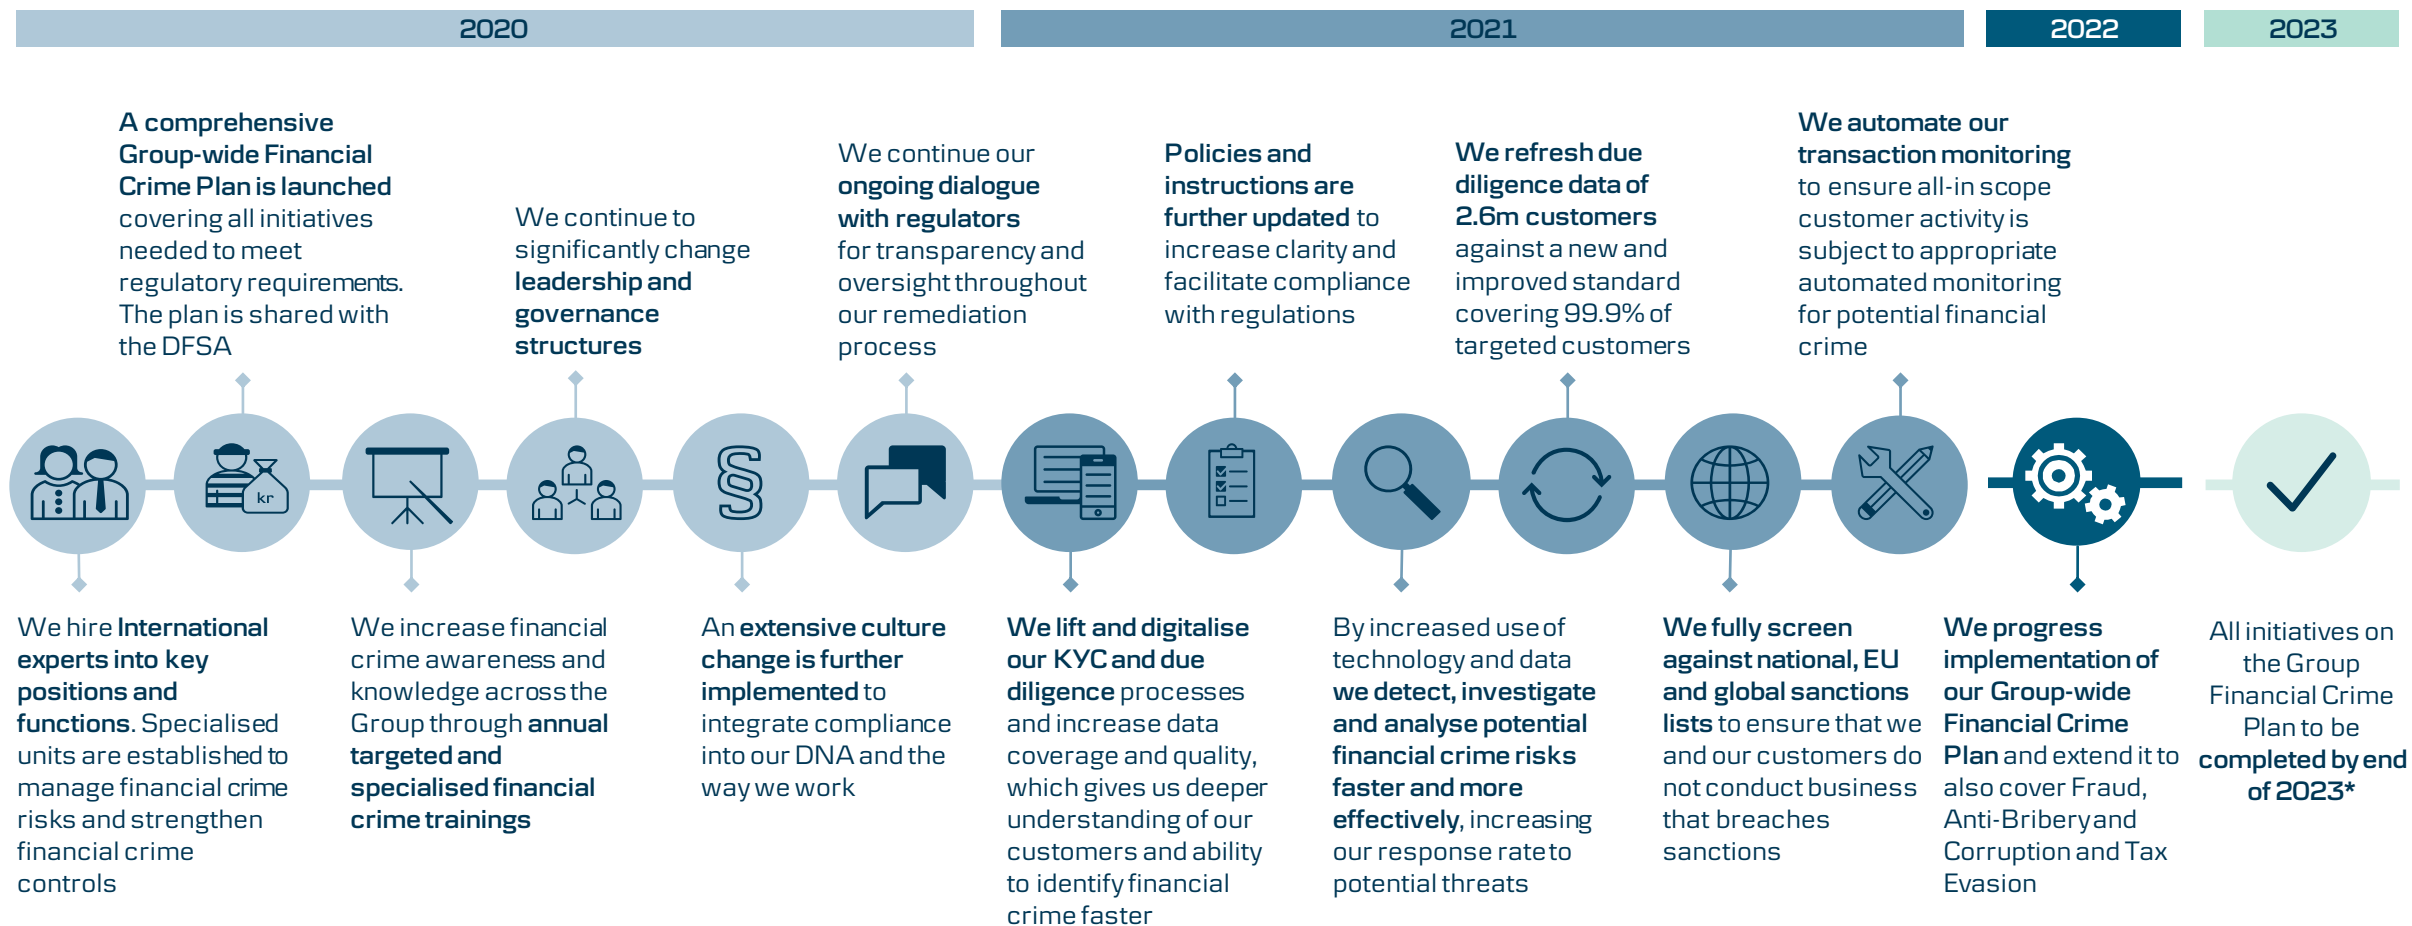 2020
2021
2022
2023
A comprehensive
Group-wide Financial
Crime Plan is launched
covering all initiatives
needed to meet
regulatory requirements.
The plan is shared with
the DFSA
We continue to
significantly change
leadership and
governance
structures
We continue our
ongoing dialogue
with regulators
for transparency and
oversight throughout
our remediation
process
Policies and
instructions are
further updated to
increase clarity and
facilitate compliance
with regulations
We refresh due
diligence data of
2.6m customers
against a new and
improved standard
covering 99.9% of
targeted customers
We automate our
transaction monitoring
to ensure all-in scope
customer activity is
subject to appropriate
automated monitoring
for potential financial
crime
kr
We hire International
experts into key
positions and
functions. Specialised
units are established to
manage financial crime
risks and strengthen
financial crime
controls
We increase financial
crime awareness and
knowledge across the
Group through annual
targeted and
specialised financial
crime trainings
An extensive culture
change is further
implemented to
integrate compliance
into our DNA and the
way we work
We lift and digitalise
our KYC and due
diligence processes
and increase data
coverage and quality,
which gives us deeper
understanding of our
customers and ability
to identify financial
crime faster
By increased use of
technology and data
we detect, investigate
and analyse potential
financial crime risks
faster and more
effectively, increasing
our response rate to
potential threats
We fully screen
against national, EU
and global sanctions
lists to ensure that we
and our customers do
not conduct business
that breaches
sanctions
We progress
implementation of
our Group-wide
Financial Crime
Plan and extend it to
also cover Fraud,
Anti-Bribery and
Corruption and Tax
Evasion
All initiatives on
the Group
Financial Crime
Plan to be
completed by end
of 2023*